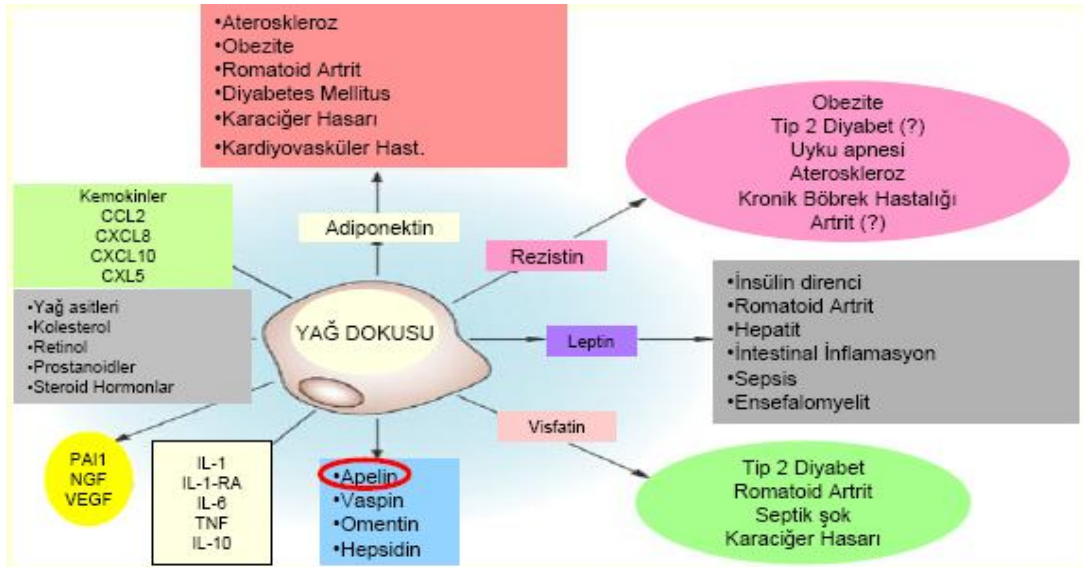 •Ateroskleroz
•Obezite
•Romatoid Artrit
•Diyabetes Mellitus
•Karaciğer Hasarı
•Kardiyovasküler Hast.
Obezite
Tip 2 Diyabet (?)
Uyku apnesi
Ateroskleroz
Kronik Böbrek Hastalığı
Artrit (?)
Kemokinler
CCL2
CXCL8
CXCL10
CXL5
Adiponektin
Rezistin
•Yağ asitleri
•Kolesterol
•Retinol
•Prostanoidler
•Steroid Hormonlar
YAĞ DOKUSU
Leptin
•İnsülin direnci
•Romatoid Artrit
•Hepatit
•İntestinal İnflamasyon
•Sepsis
•Ensefalomyelit
Visfatin
PAI1
NGF
VEGF
IL-1
IL-1-RA
IL-6
TNF
IL-10
•Apelin
•Vaspin
•Omentin
•Hepsidin
Tip 2 Diyabet
Romatoid Artrit
Septik şok
Karaciğer Hasarı